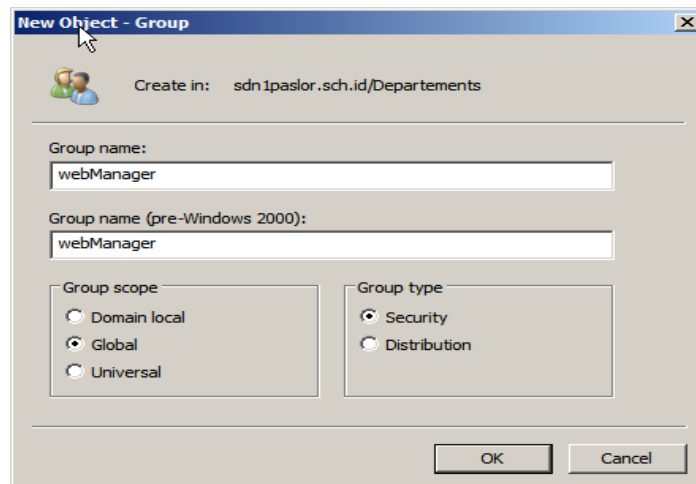 New Object - Group
Create in: sdn1paslor.sch.id/Departements
Group name:
webManager
Group name (pre-Windows 2000):
webManager
Group scope
Domain local
Global
Universal
Group type
Security
Distribution
OK
Cancel